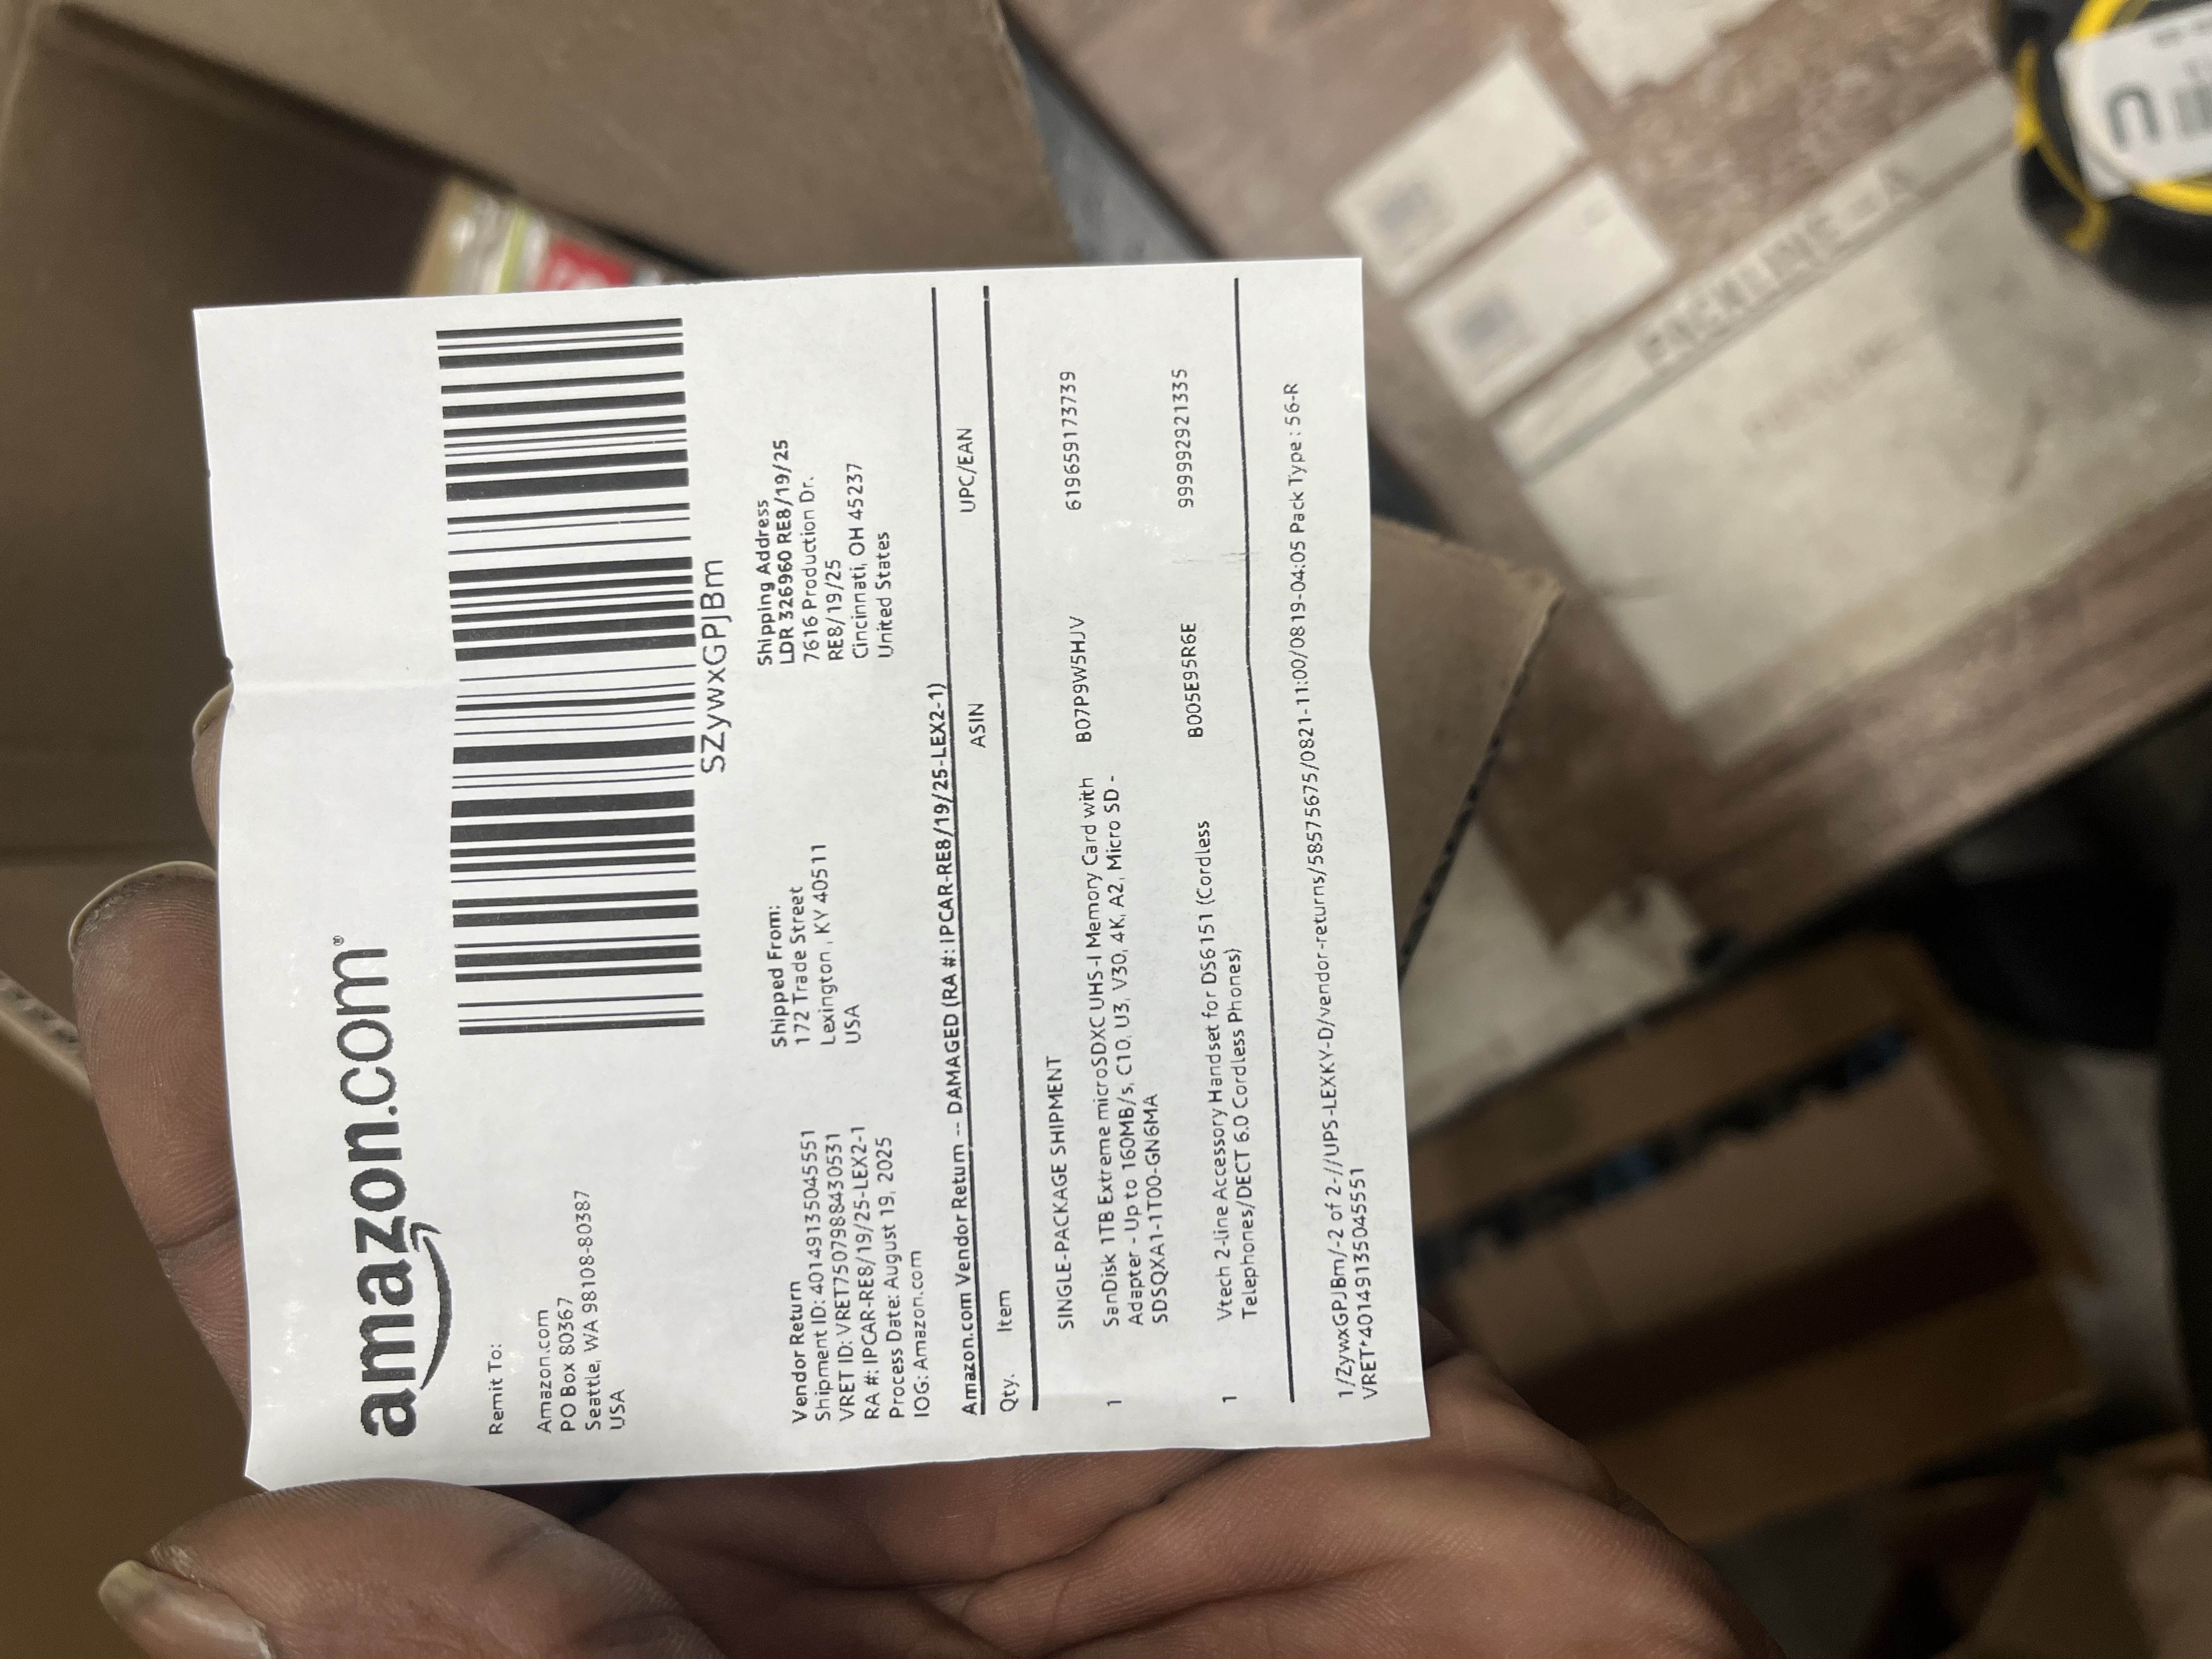 amazon.com®
SZywxGPJBm
Remit To:
Amazon.com
PO Box 80367
Seattle, WA 98108-80387
USA
Vendor Return
Shipment ID: 4014913504 5551
VRET ID: VRET750798843 0531
RA #: IPCAR-RE8/19/25-LEX2-1
Process Date: August 19, 2025
IOG: Amazon.com
Shipped From:
172 Trade Street
Lexington , KY 40511
USA
Shipping Address
LDR 326960 RE8/19/25
7616 Production Dr.
RE8/19/25
Cincinnati, OH 45237
United States
Amazon.com Vendor Return -- DAMAGED (RA #: IPCAR-RE8/19/25-LEX2-1)
Qty. Item ASIN UPC/EAN
SINGLE-PACKAGE SHIPMENT
1 SanDisk 1TB Extreme microSDXC UHS-I Memory Card with B07P9W5HJV 619659173739
Adapter - Up to 160MB/s, C10, U3, V30, 4K, A2, Micro SD -
SDSQXA1-1T00-GN6MA
1 Vtech 2-line Accessory Handset for DS6151 (Cordless B005E95R6E 999992921335
Telephones/DECT 6.0 Cordless Phones)
1/ZywxGPJBm/-2 of 2-//UPS-LEXKY-D/vendor-returns/58575675/0821-11:00/0819-04:05 Pack Type : 56-R
VRET*40149135045551
PACKLINE - A